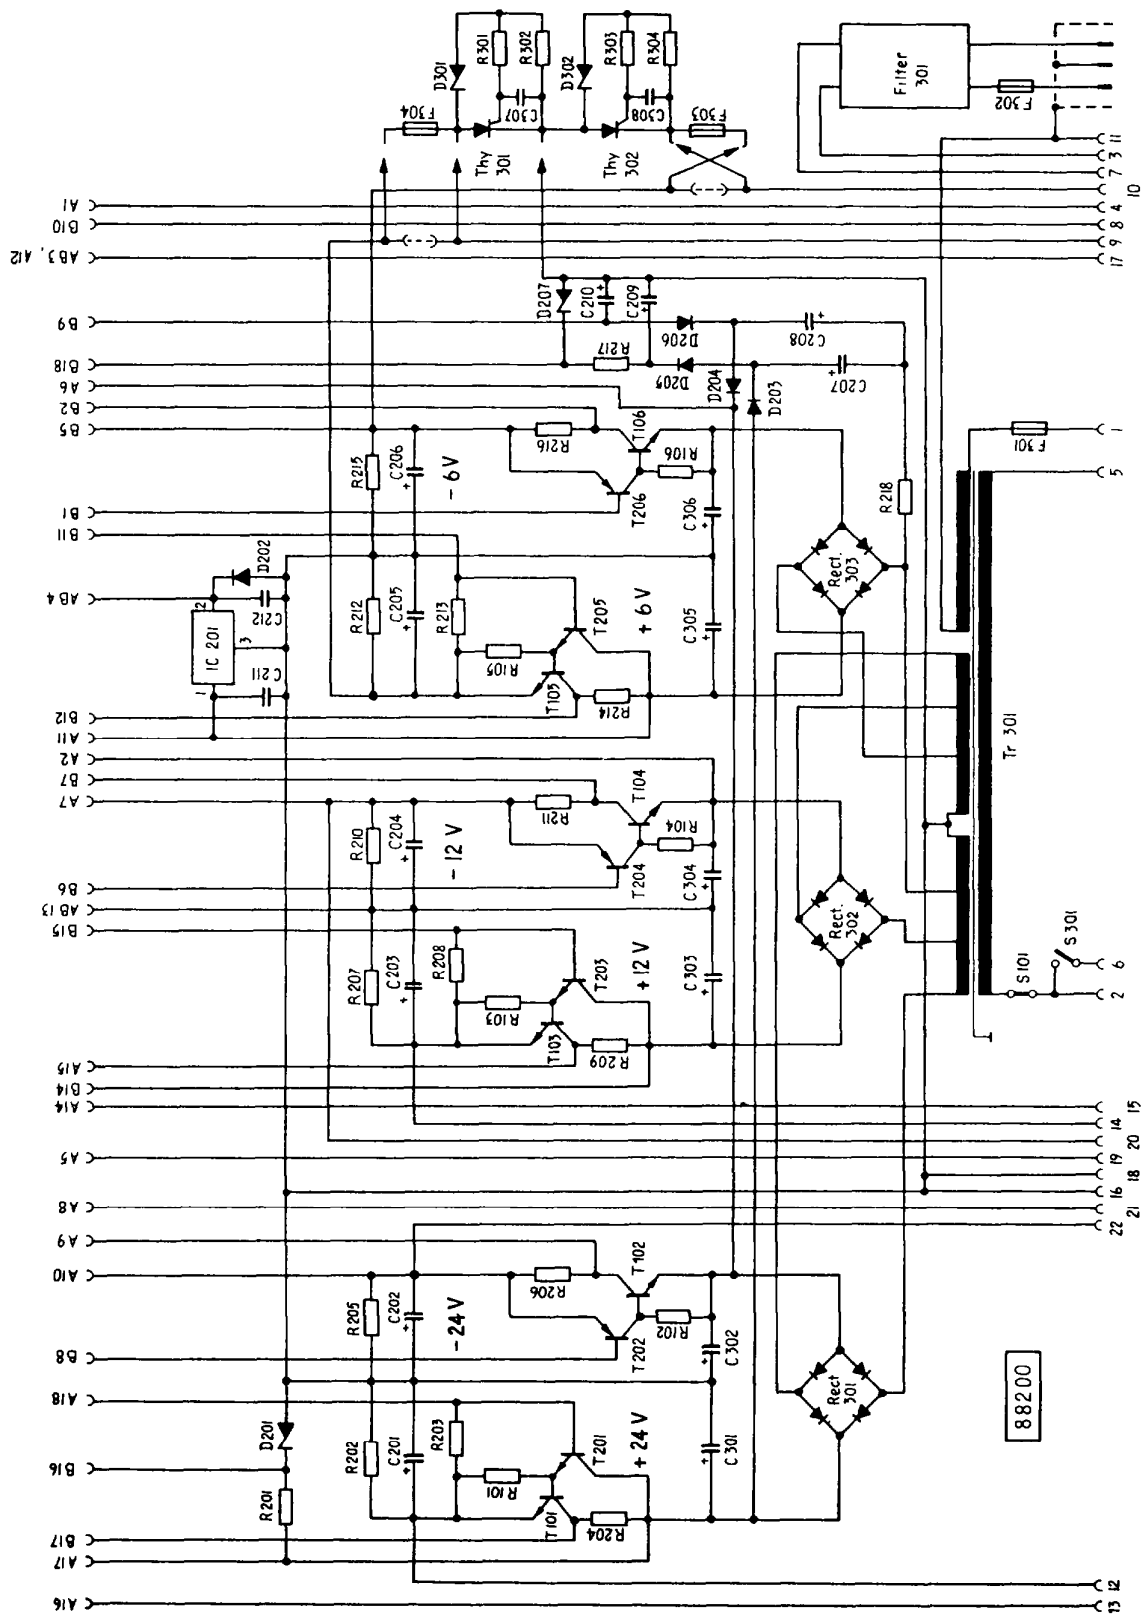 R301
R302
R303
R304
D301
D302
C307
C308
F304
F303
Thy
301
Thy
302
Filter
301
F302
11
3
7
10
4
8
9
17
A1
B10
AB3, A12
B9
B18
A6
B2
B5
B1
B11
AB4
B12
A11
A2
B7
A7
B6
AB13
B15
A15
B14
A14
A5
A8
A9
A10
B8
A18
B16
B17
A17
A16
D207
C210
C209
D206
C208
R217
D205
C207
D204
D203
R216
T106
R106
R215
C206
- 6V
T206
C306
R218
F301
1
5
D202
2
C212
IC 201
3
1
C211
R212
C205
R213
T205
+ 6V
C305
R105
T103
R214
Rect.
303
Tr 301
R211
T104
R104
R210
C204
- 12 V
T204
C304
Rect.
302
R208
R207
C203
T203
+12V
C303
R103
T103
R209
S101
S301
6
2
15
14
20
19
18
16
21
22
R206
T102
R102
R205
C202
- 24V
T202
C302
Rect
301
D201
R201
R202
C201
R203
T201
+24V
C301
R101
T101
R204
88200
12
13